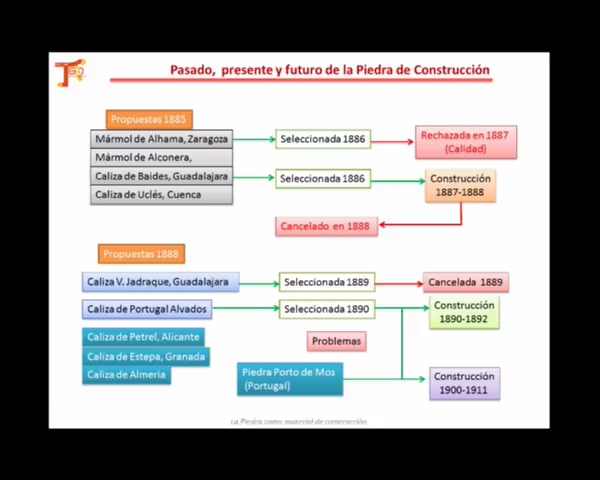 Pasado, presente y futuro de la Piedra de Construcción
Propuestas 1885
Mármol de Alhama, Zaragoza
Seleccionada 1886
Rechazada en 1887
(Calidad)
Mármol de Alconera,
Caliza de Baides, Guadalajara
Seleccionada 1886
Construcción
1887-1888
Caliza de Uclés, Cuenca
Cancelado en 1888
Propuestas 1888
Caliza V. Jadraque, Guadalajara
Seleccionada 1889
Cancelada 1889
Caliza de Portugal Alvados
Seleccionada 1890
Construcción
1890-1892
Caliza de Petrel, Alicante
Problemas
Caliza de Estepa, Granada
Caliza de Almeria
Piedra Porto de Mos
(Portugal)
Construcción
1900-1911
La Piedra como material de construcción